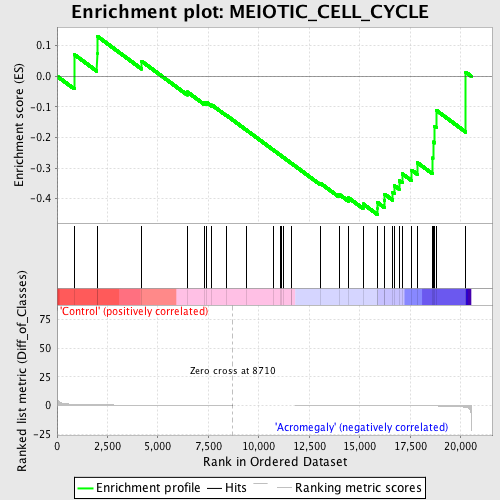 Enrichment plot: MEIOTIC_CELL_CYCLE
Enrichment score (ES)
0.1
0.0
-0.1
-0.2
-0.3
-0.4
'Control' (positively correlated)
Ranked list metric (Diff_of_Classes)
75
50
25
0
-25
Zero cross at 8710
'Acromegaly' (negatively correlated)
0
2,500
5,000
7,500
10,000
12,500
15,000
17,500
20,000
Rank in Ordered Dataset
Enrichment profile
Hits
Ranking metric scores